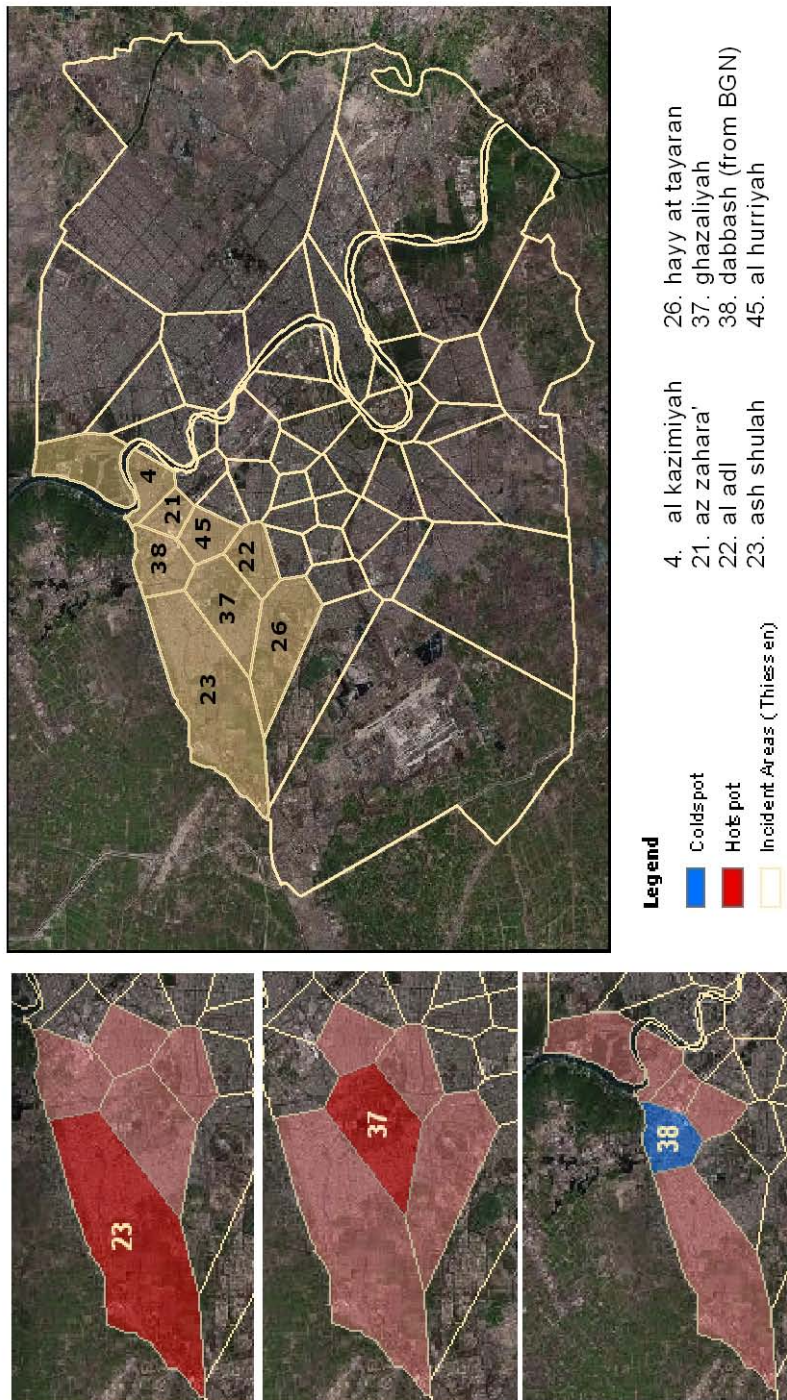 23
37
38
38
21
4
45
23
37
22
26
Legend
Coldspot
Hotspot
Incident Areas (Thiessen)
4. al kazimiyah
21. az zahara'
22. al adl
23. ash shulah
26. hayy at tayaran
37. ghazaliyah
38. dabbash (from BGN)
45. al hurriyah